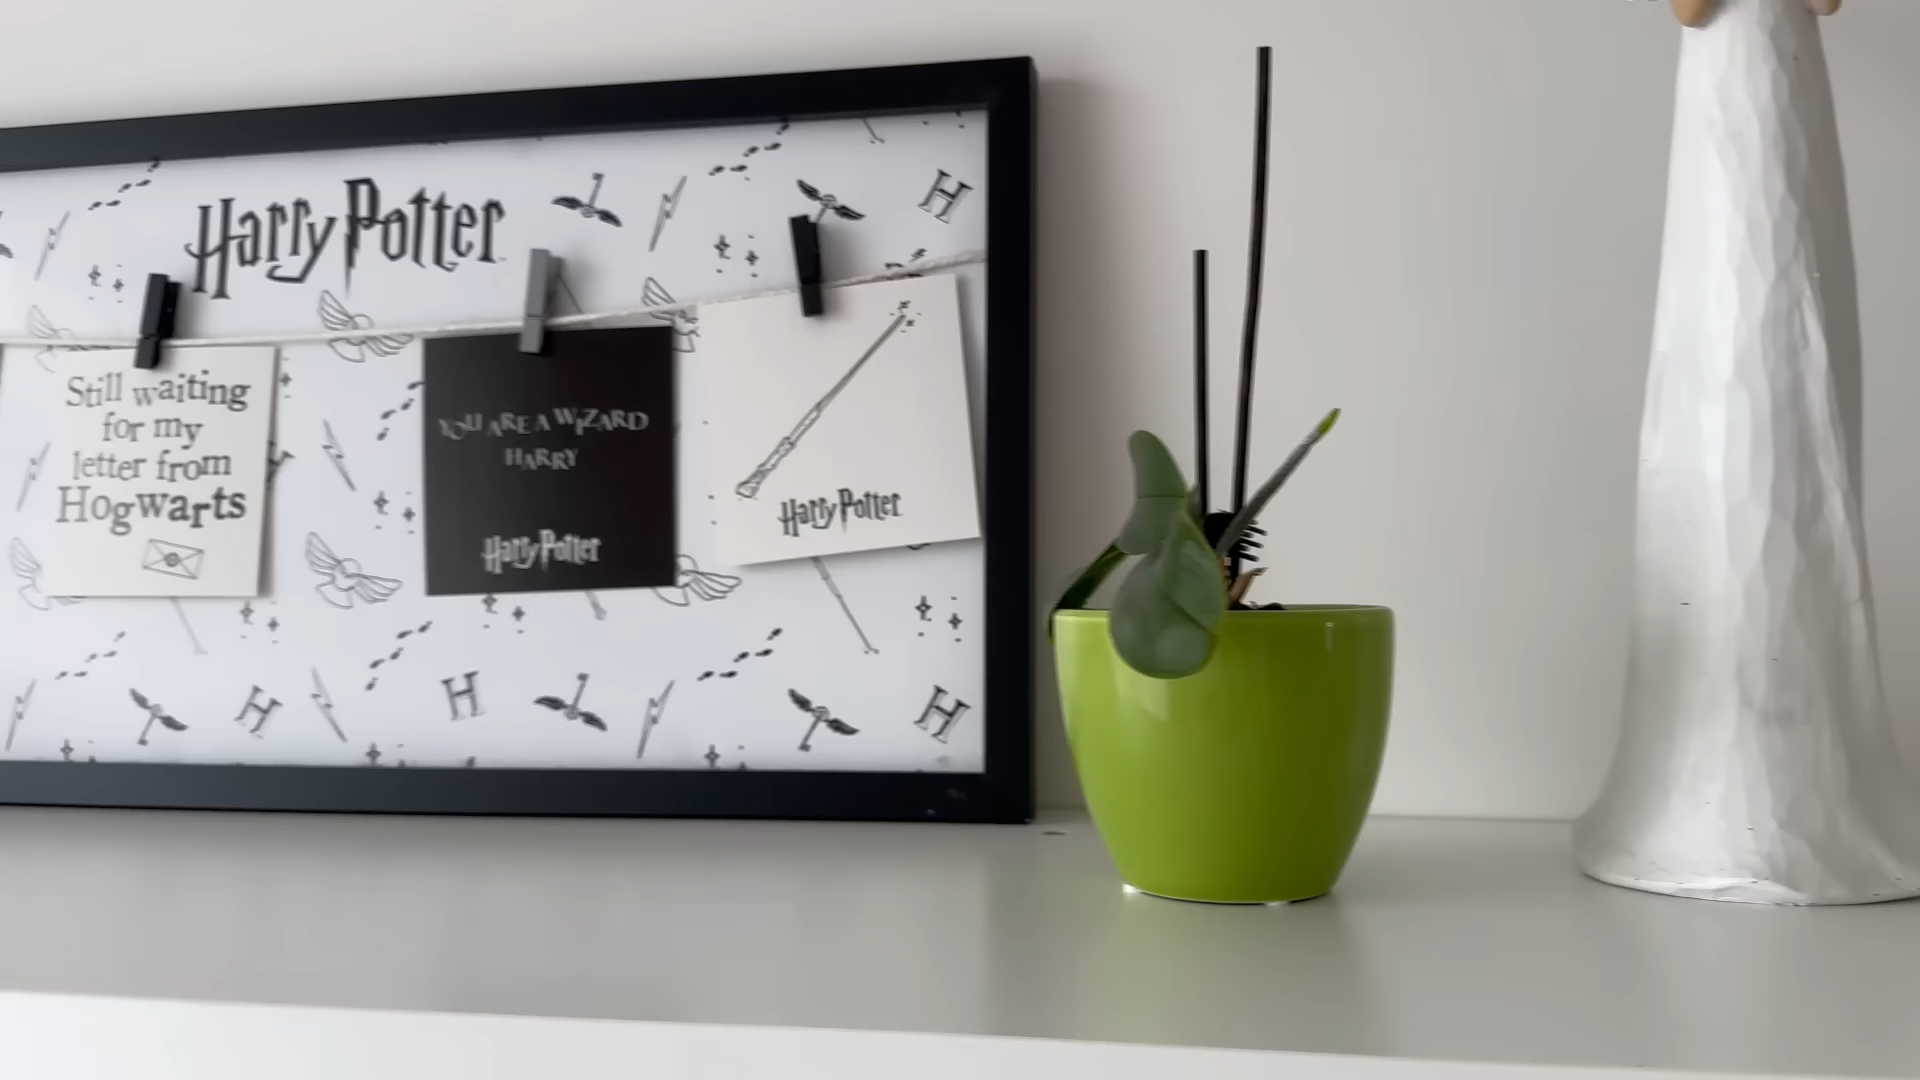 Harry Potter
Still waiting
for my
letter from
Hogwarts
YOU ARE A WIZARD
HARRY
Harry Potter
Harry Potter
H
H
H
H